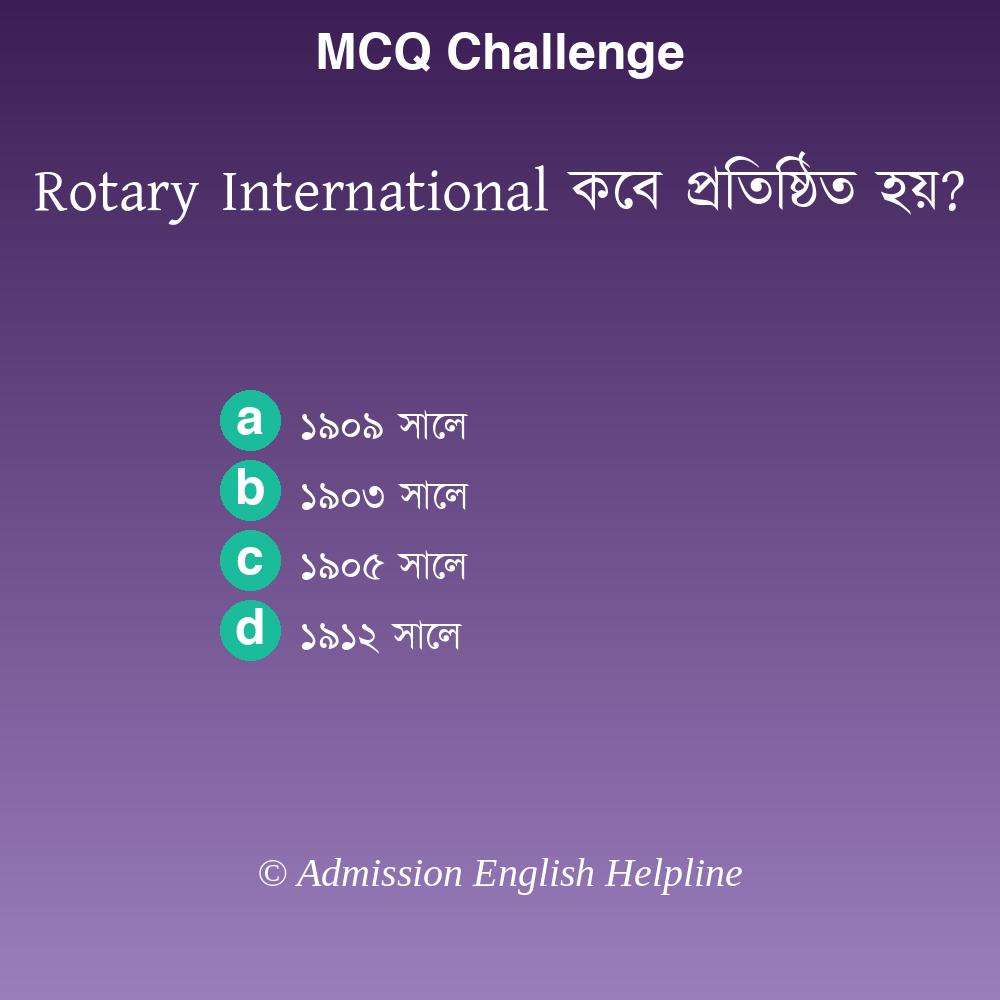 MCQ Challenge
Rotary International কবে প্রতিষ্ঠিত হয়?
a ১৯০৯ সালে
b ১৯০৩ সালে
c ১৯০৫ সালে
d ১৯১২ সালে
© Admission English Helpline